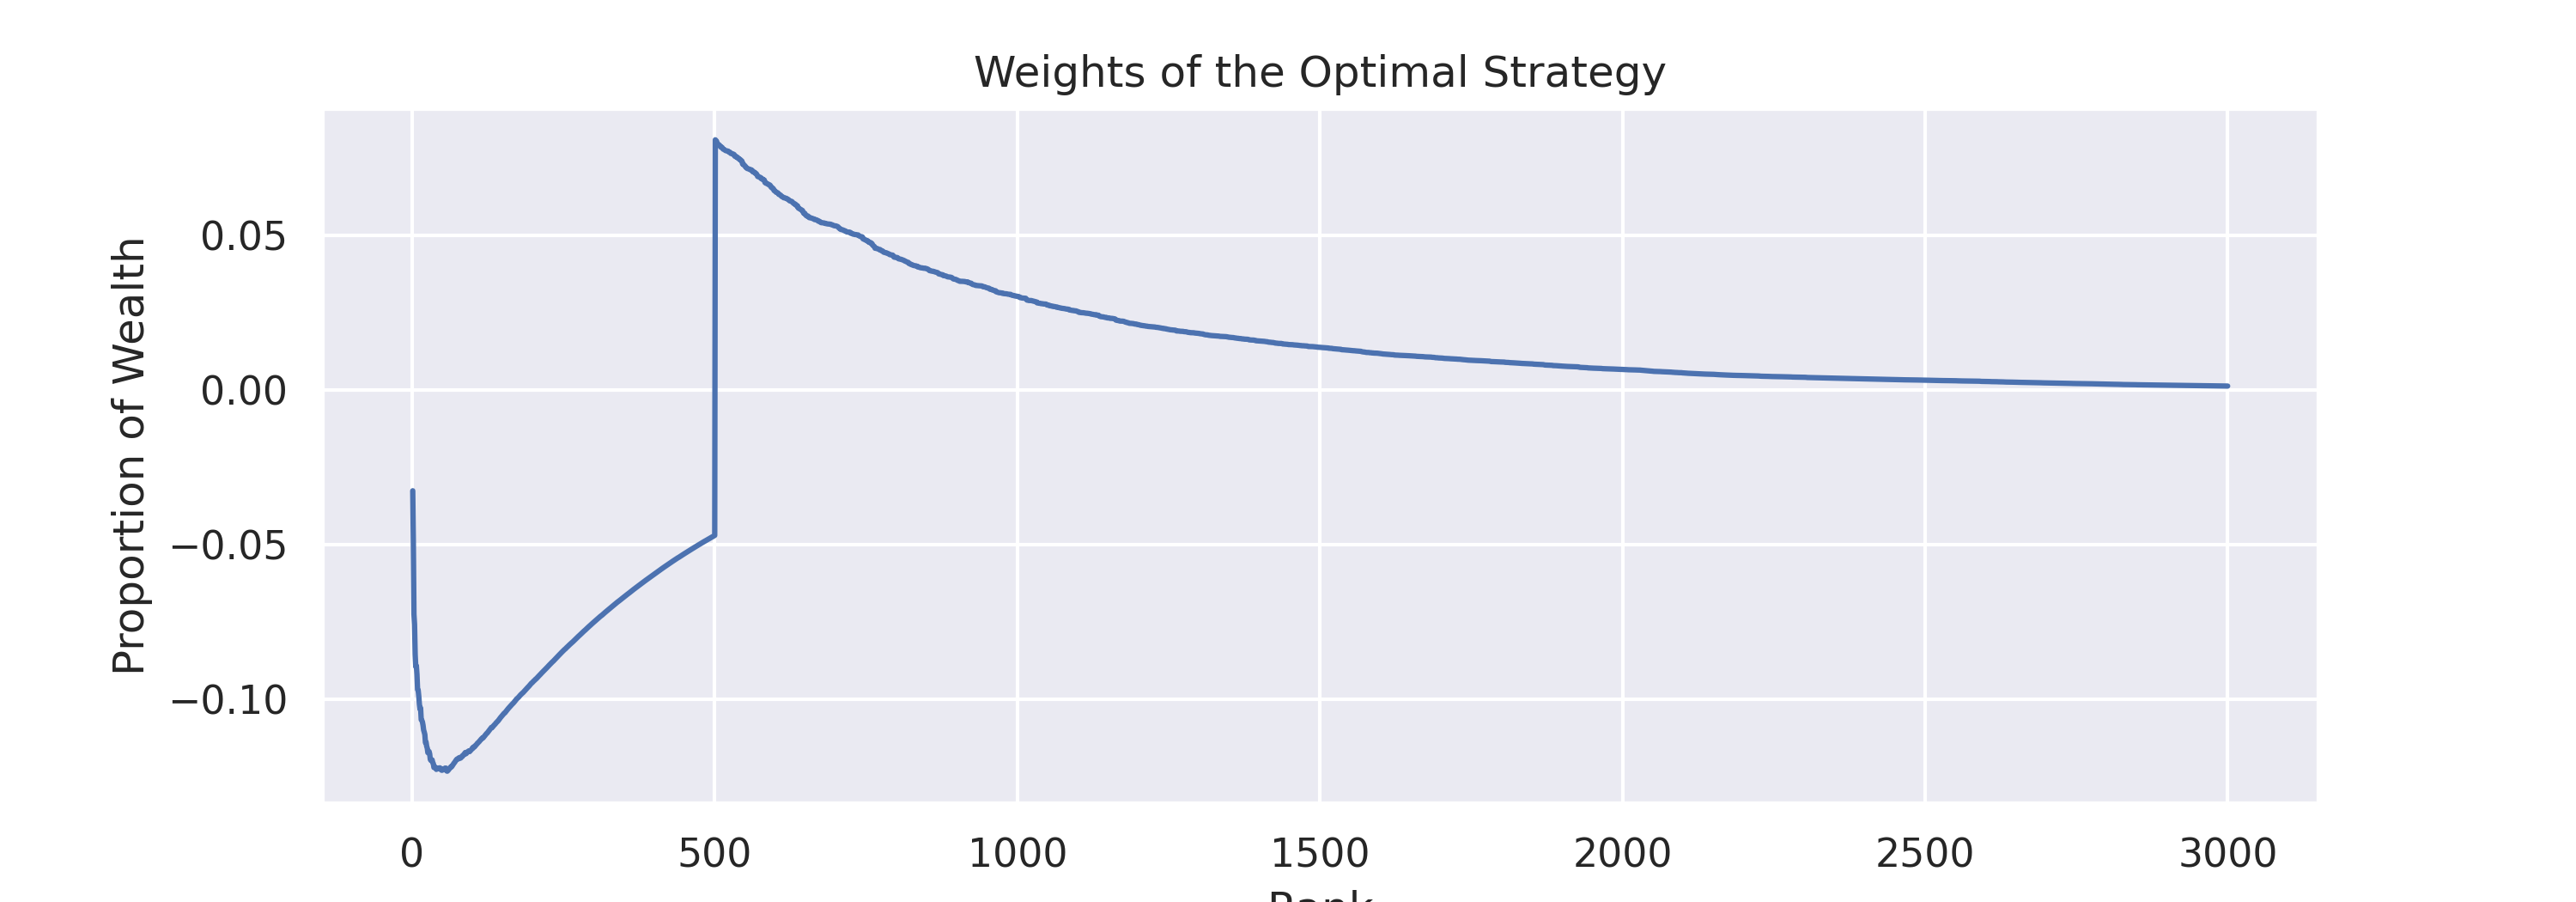 Weights of the Optimal Strategy
Proportion of Wealth
0.05
0.00
−0.05
−0.10
0 500 1000 1500 2000 2500 3000
Rank